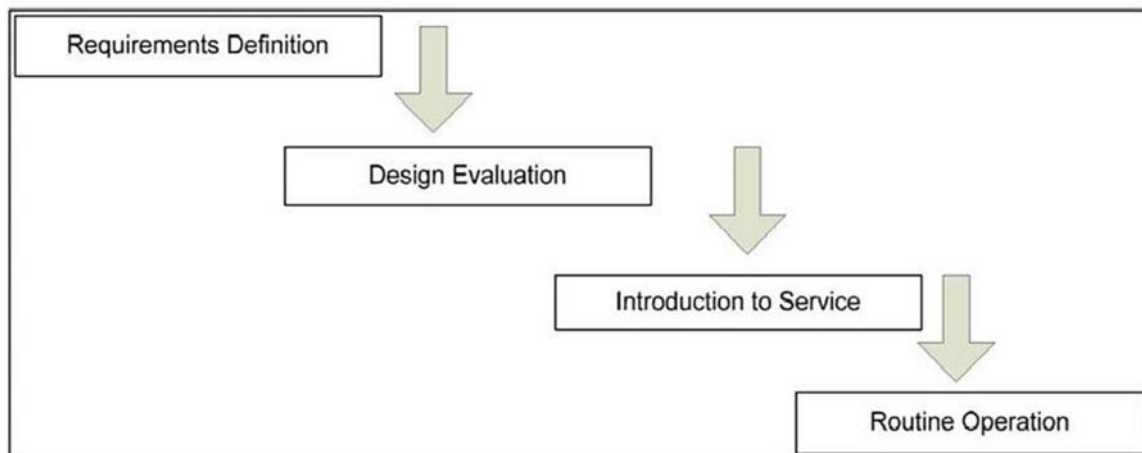 Requirements Definition
Design Evaluation
Introduction to Service
Routine Operation